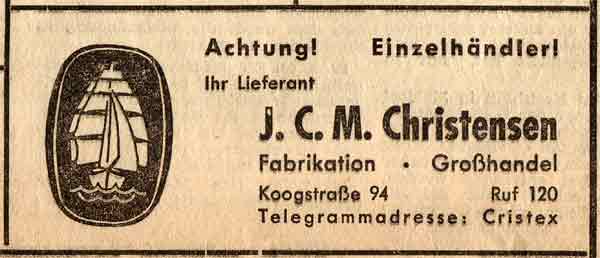 Achtung! Einzelhändler!
Ihr Lieferant
J. C. M. Christensen
Fabrikation • Großhandel
Koogstraße 94 Ruf 120
Telegrammadresse: Cristex